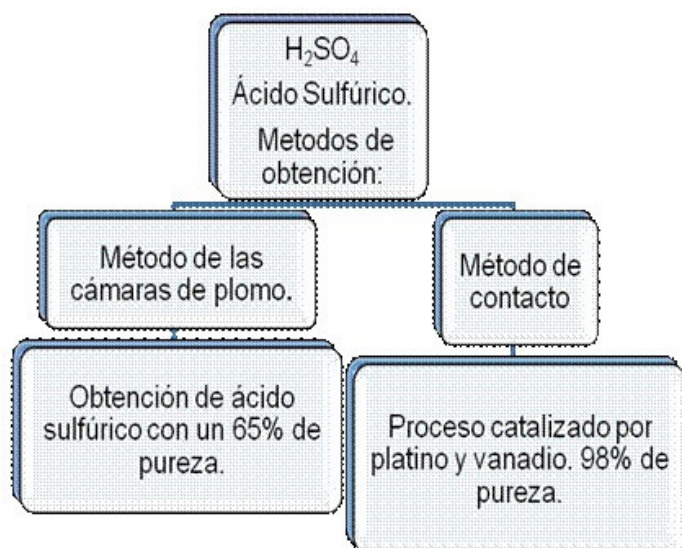 H₂SO₄
Ácido Sulfúrico.
Metodos de
obtención:
Método de las
cámaras de plomo.
Método de
contacto
Obtención de ácido
sulfúrico con un 65% de
pureza.
Proceso catalizado por
platino y vanadio. 98% de
pureza.